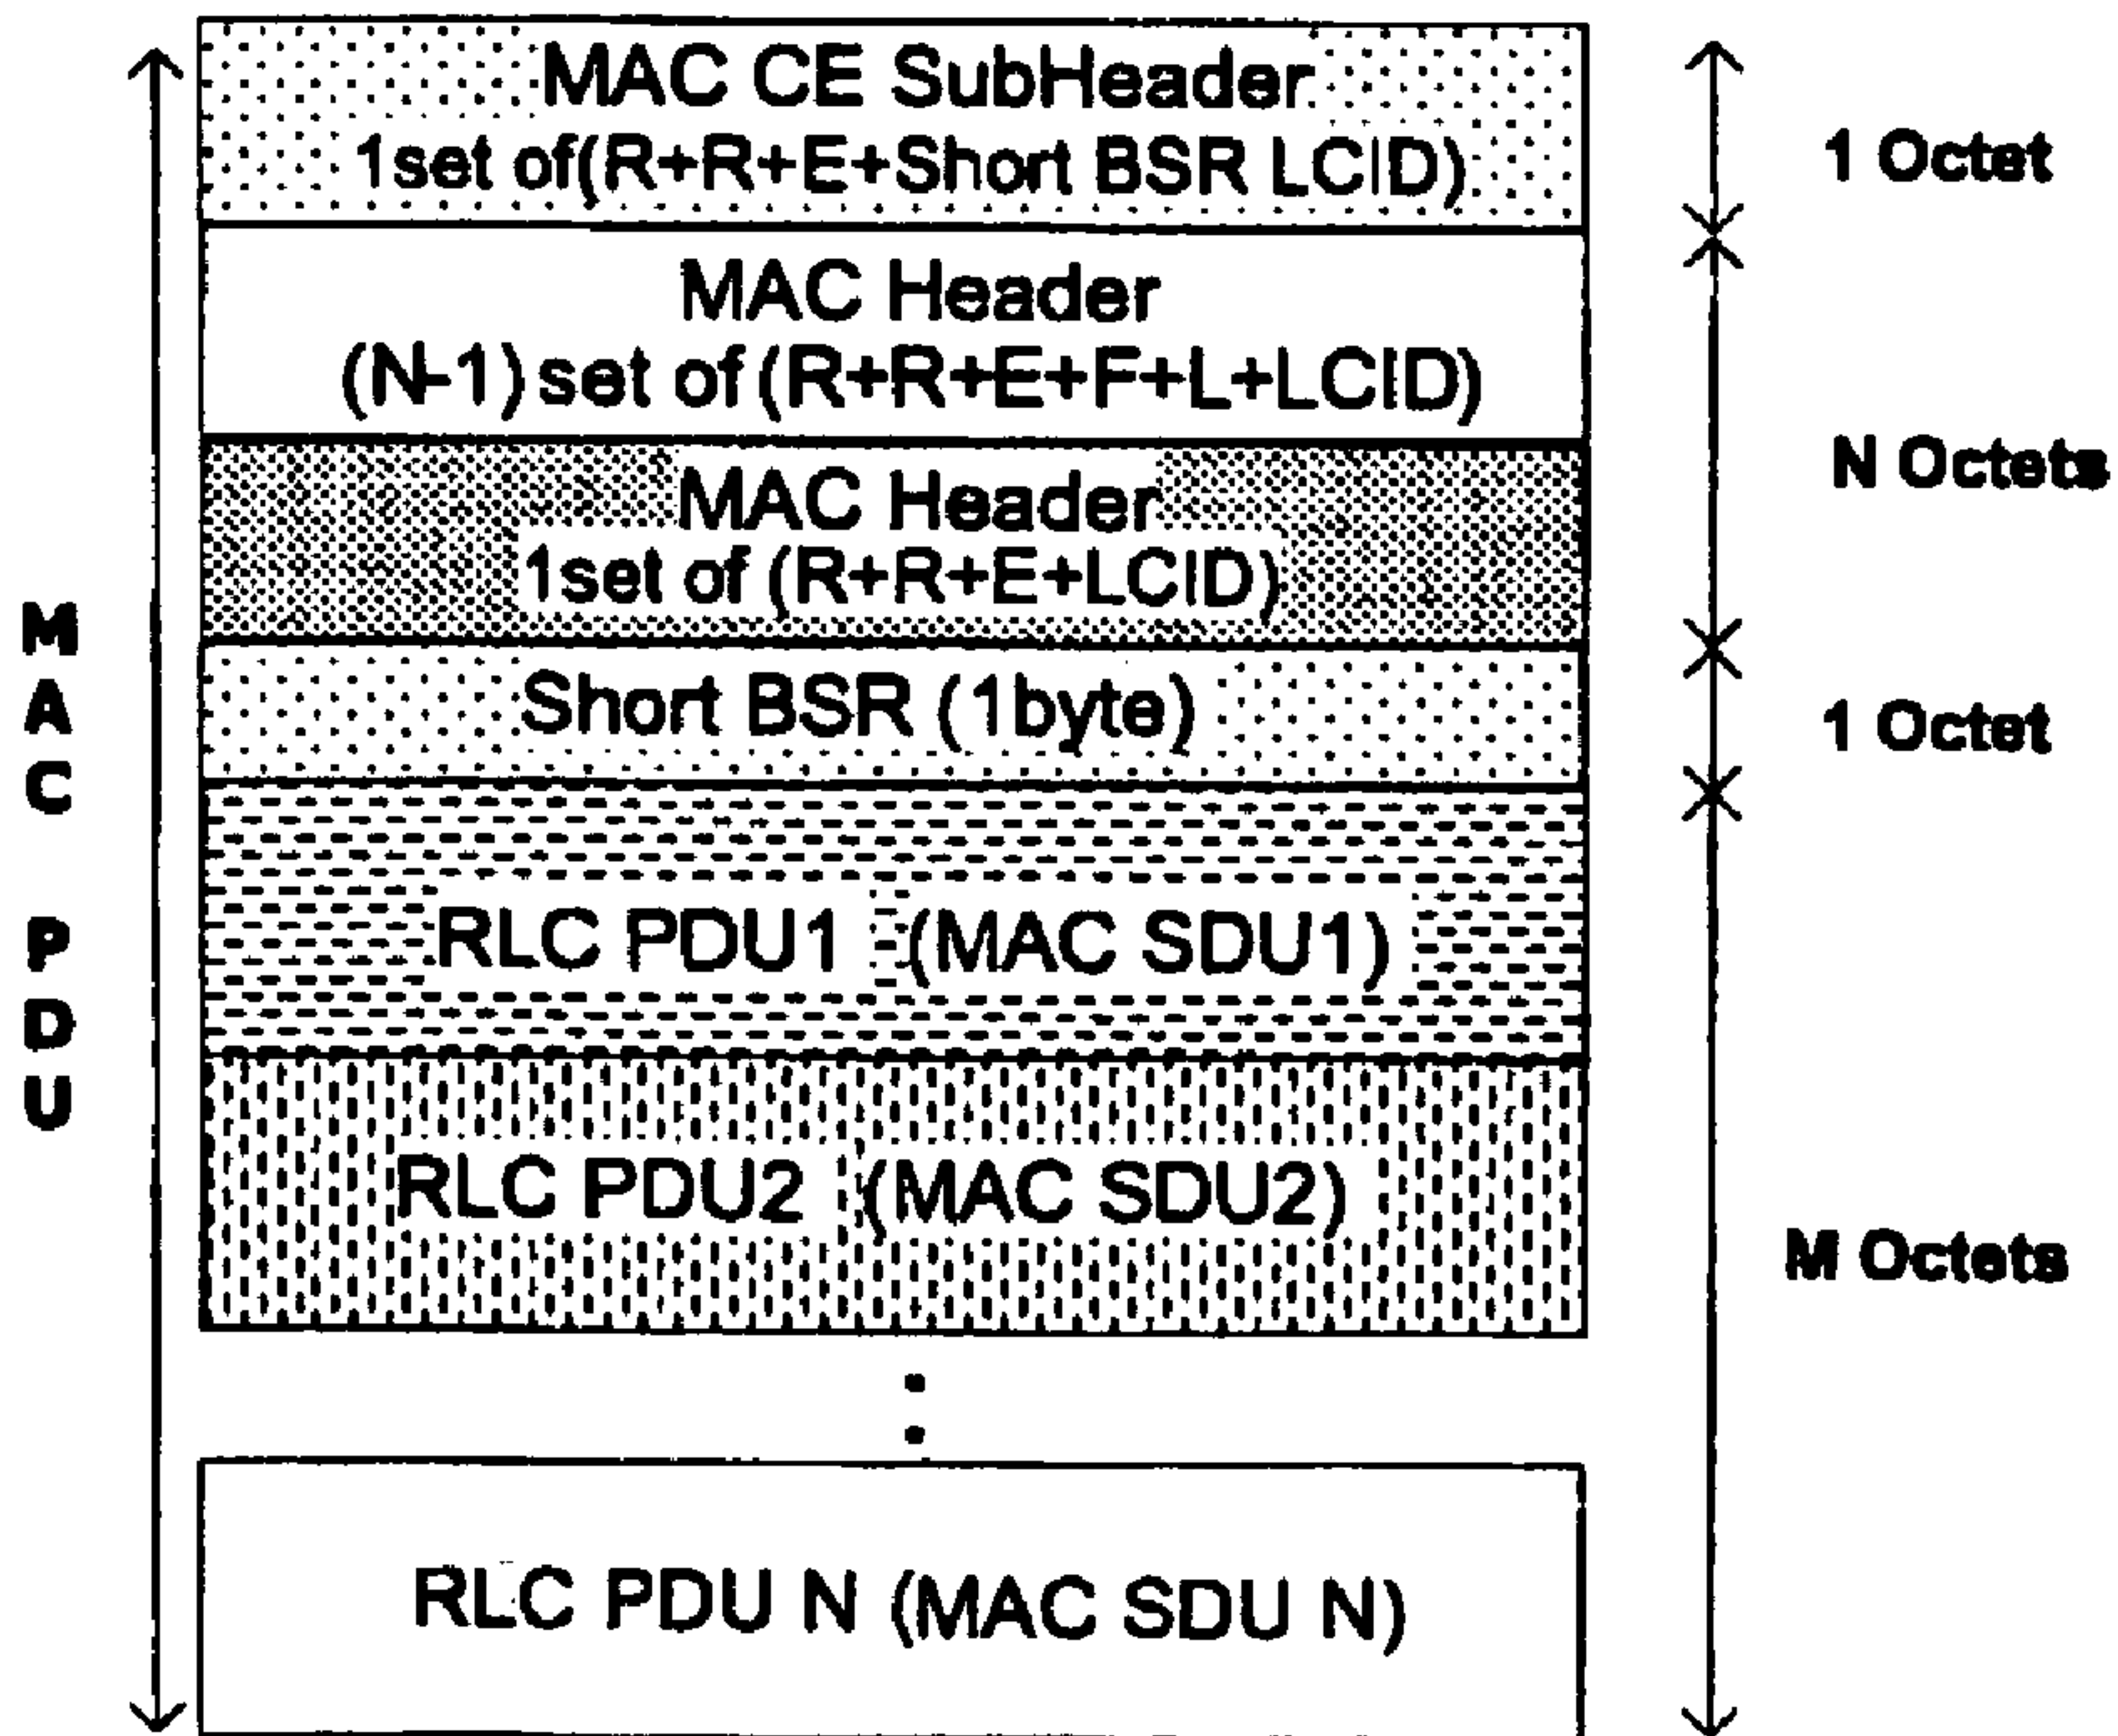 MAC CE SubHeader
1set of(R+R+E+Short BSR LCID)
1 Octet
MAC Header
(N-1) set of (R+R+E+F+L+LCID)
N Octets
MAC Header
1set of (R+R+E+LCID)
Short BSR (1byte)
1 Octet
RLC PDU1 (MAC SDU1)
RLC PDU2 (MAC SDU2)
M Octets
RLC PDU N (MAC SDU N)
MAC PDU